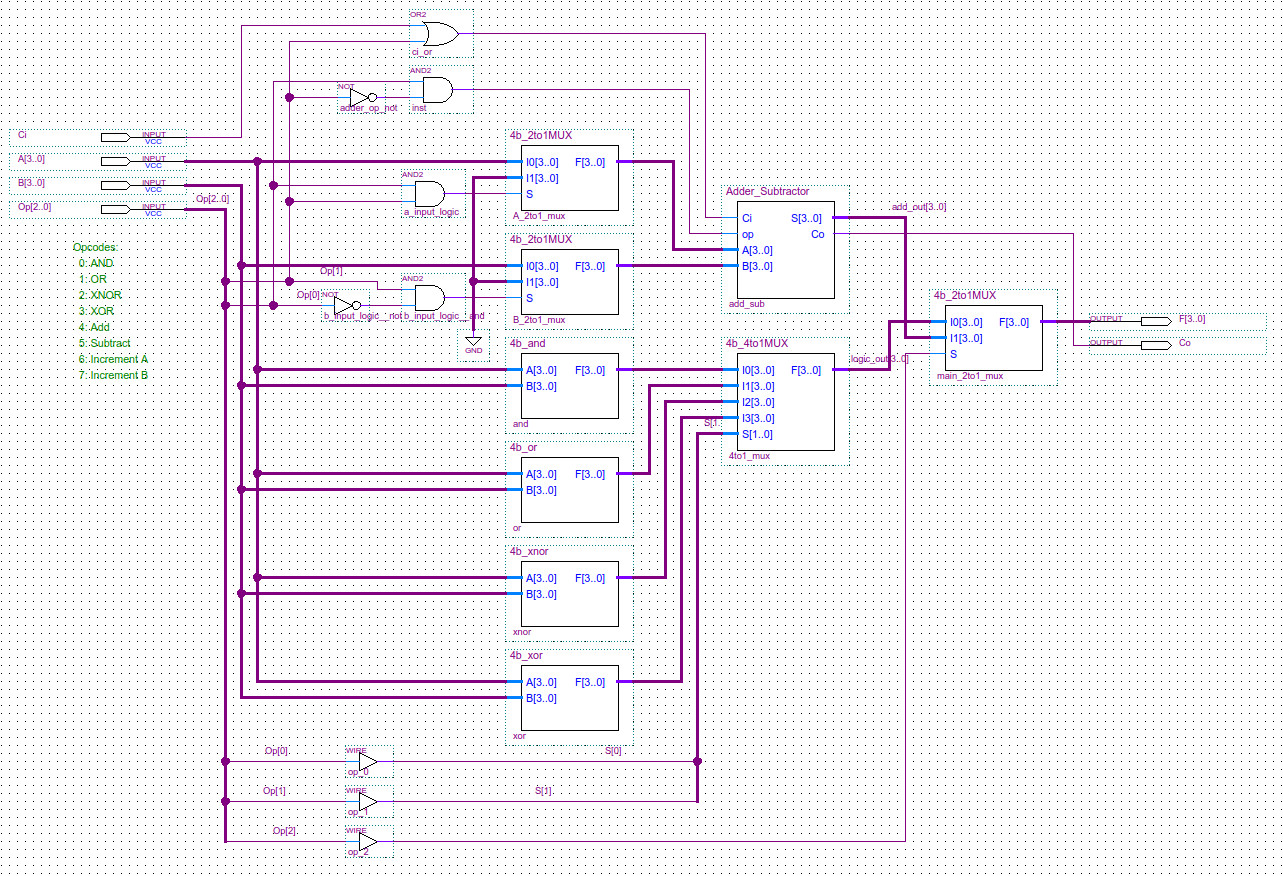 OR2
ci_or
AND2
NOT
adder_op_not
inst
Ci
INPUT
VCC
4b_2to1MUX
A[3..0]
INPUT
VCC
I0[3..0]
F[3..0]
I1[3..0]
S
A_2to1_mux
B[3..0]
INPUT
VCC
AND2
a_input_logic
Op[2..0]
Op[2..0]
INPUT
VCC
Adder_Subtractor
Ci
S[3..0]
op
Co
A[3..0]
B[3..0]
add_sub
add_out[3..0]
4b_2to1MUX
I0[3..0]
F[3..0]
I1[3..0]
S
B_2to1_mux
Opcodes:
0: AND
1: OR
2: XNOR
3: XOR
4: Add
5: Subtract
6: Increment A
7: Increment B
Op[1]
AND2
Op[0]
NOT
b_input_logic__not
b_input_logic__and
GND
4b_2to1MUX
I0[3..0]
F[3..0]
I1[3..0]
S
main_2to1_mux
OUTPUT
F[3..0]
OUTPUT
Co
4b_and
A[3..0]
F[3..0]
B[3..0]
and
4b_4to1MUX
I0[3..0]
F[3..0]
I1[3..0]
I2[3..0]
I3[3..0]
S[1..0]
4to1_mux
logic_out[3..0]
S[1.
4b_or
A[3..0]
F[3..0]
B[3..0]
or
4b_xnor
A[3..0]
F[3..0]
B[3..0]
xnor
4b_xor
A[3..0]
F[3..0]
B[3..0]
xor
Op[0]
WIRE
op_0
S[0]
Op[1]
WIRE
op_1
S[1]
Op[2]
WIRE
op_2